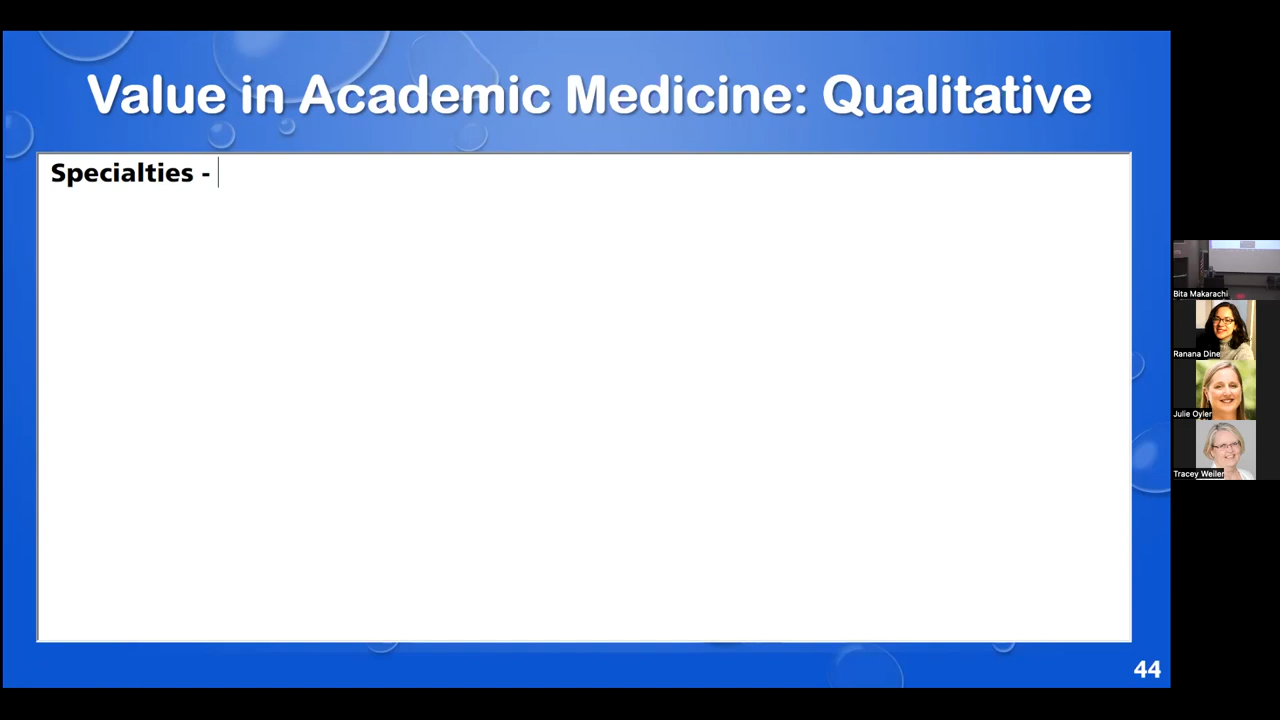 Value in Academic Medicine: Qualitative
Specialties -
44
Bita Makarachi
Ranana Dine
Julie Oyler
Tracey Weiler